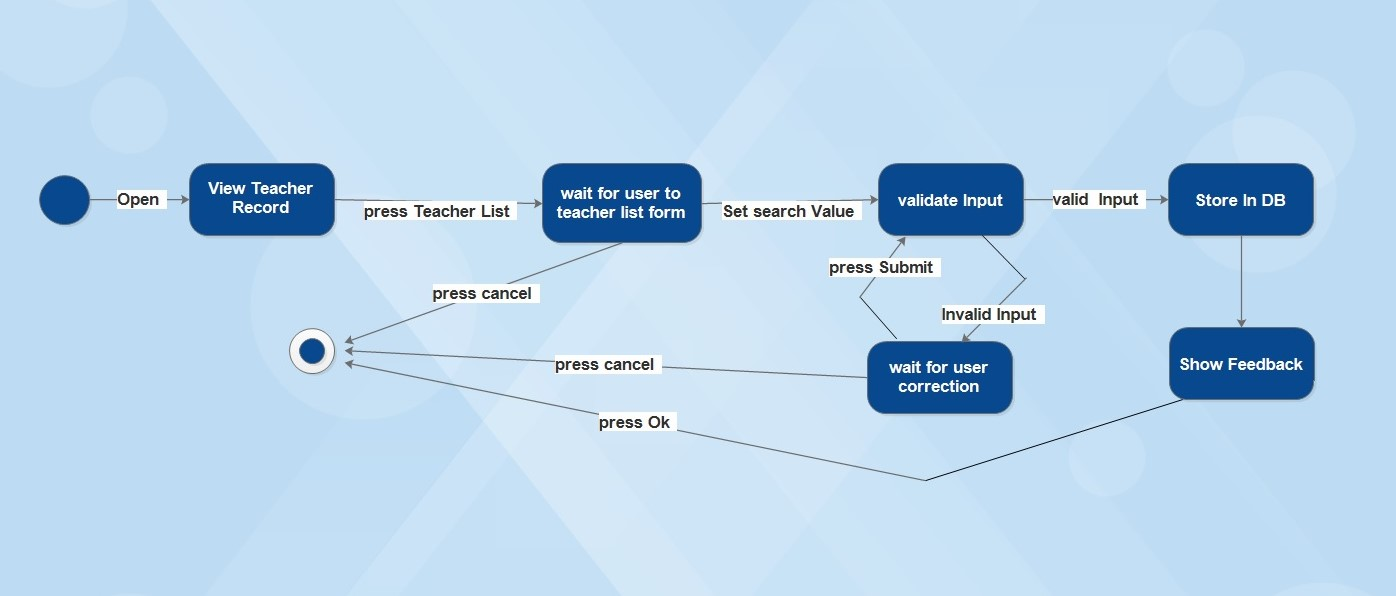 Open
View Teacher
Record
press Teacher List
wait for user to
teacher list form
Set search Value
validate Input
valid  Input
Store In DB
press Submit
press cancel
Invalid Input
press cancel
wait for user
correction
Show Feedback
press Ok